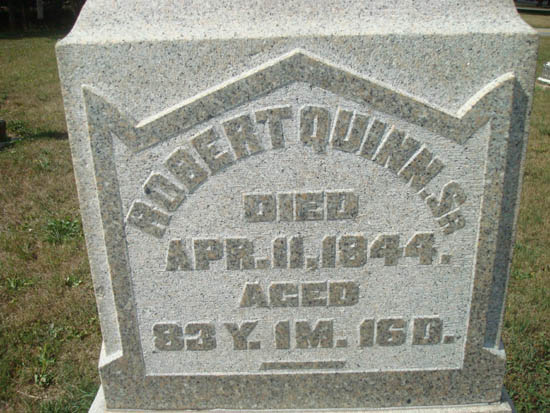 ROBERT QUINN, SR
DIED
APR. 11, 1844.
AGED
83 Y. 1 M. 16 D.